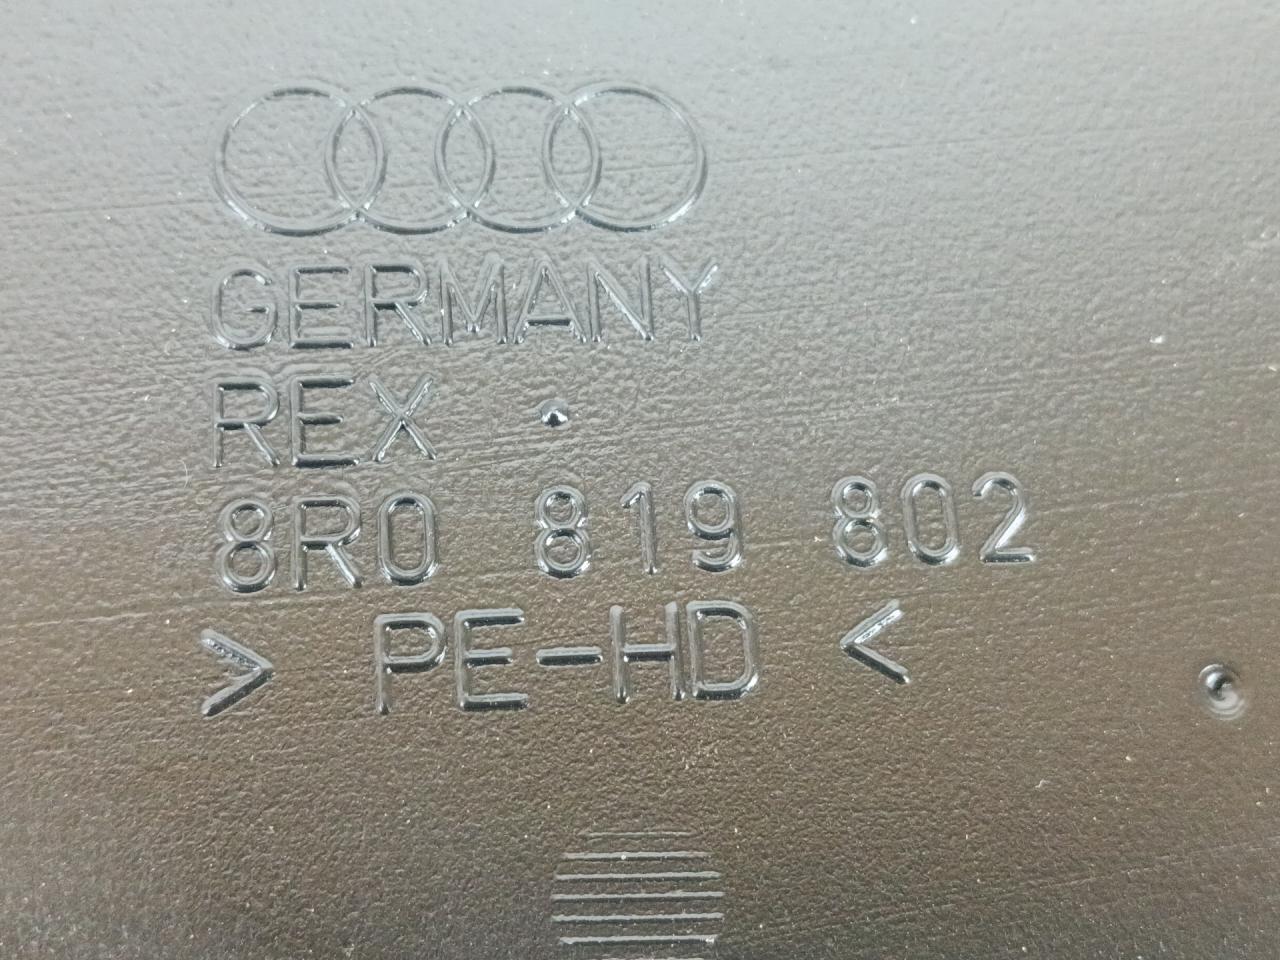 GERMANY
REX
8R0 819 802
> PE-HD <